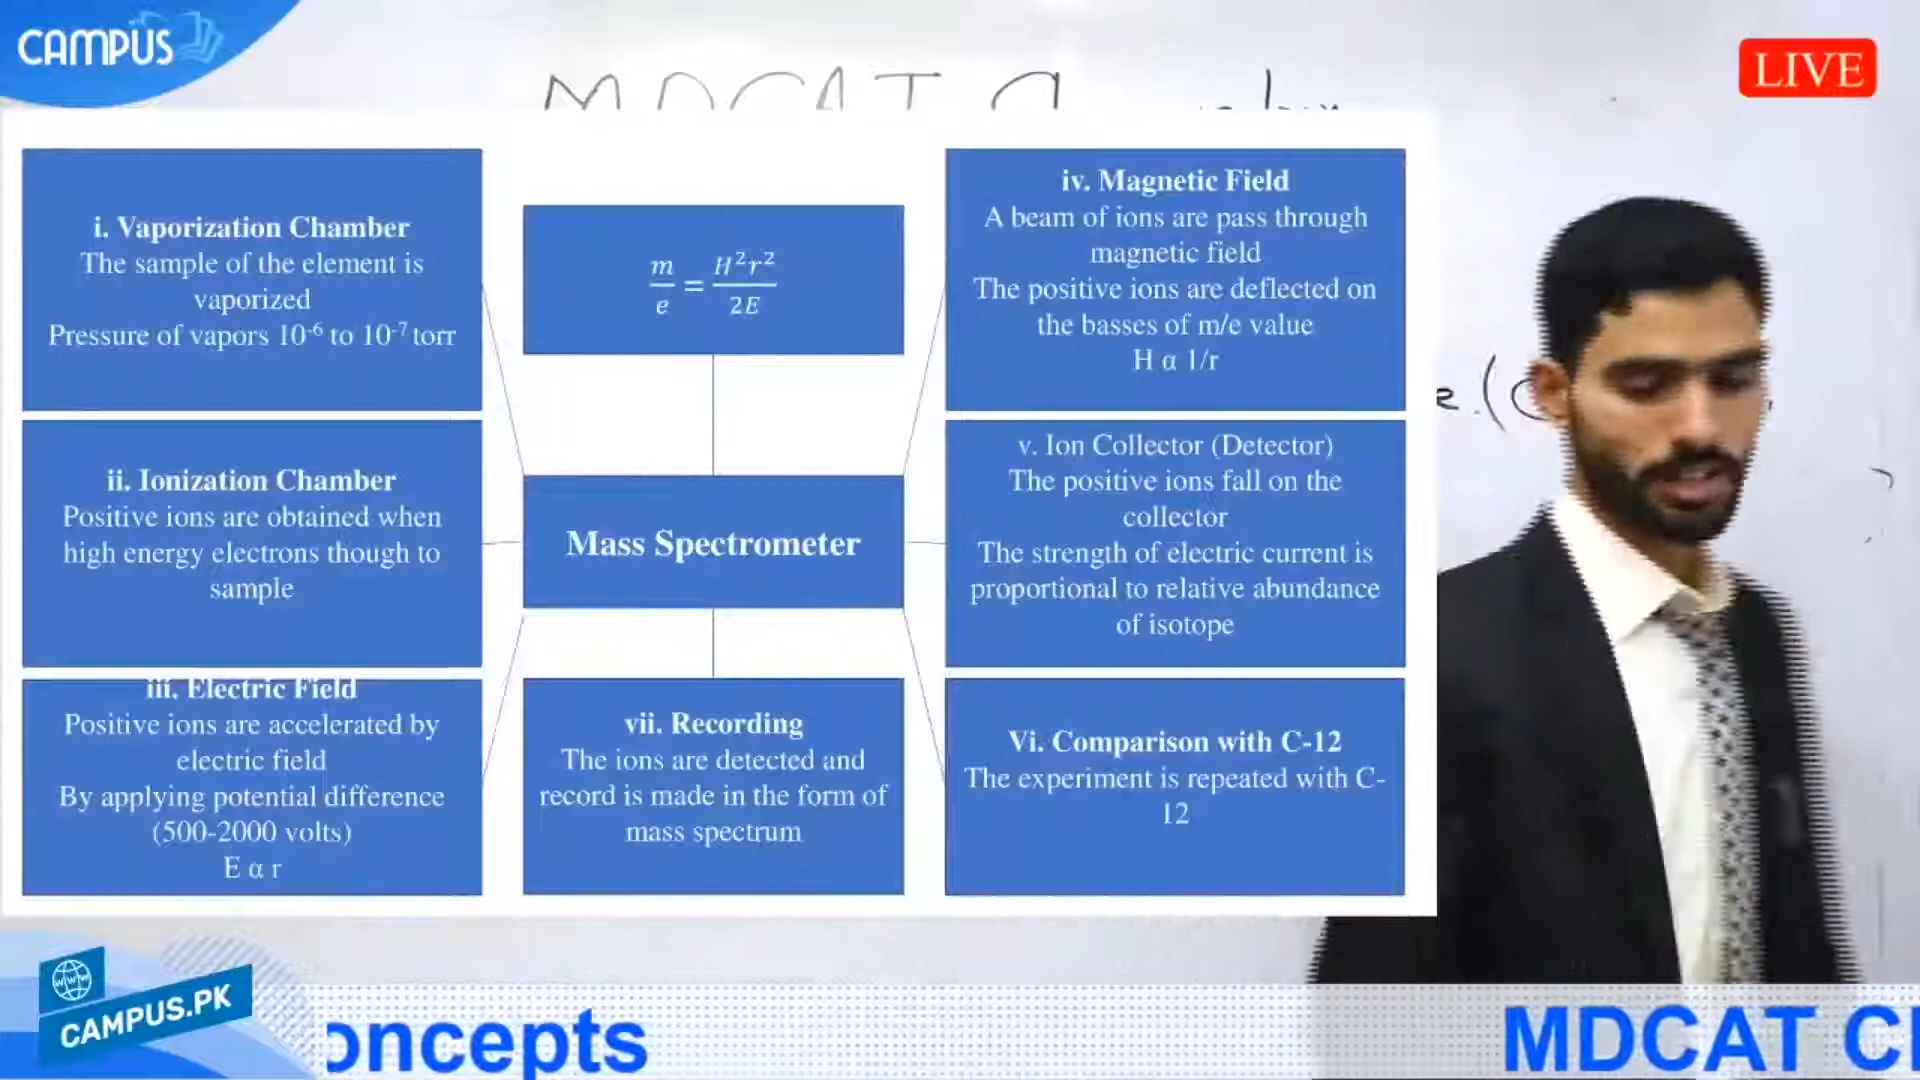 CAMPUS
LIVE
MDCAT
i. Vaporization Chamber
The sample of the element is
vaporized
Pressure of vapors 10⁻⁶ to 10⁻⁷ torr
ii. Ionization Chamber
Positive ions are obtained when
high energy electrons though to
sample
iii. Electric Field
Positive ions are accelerated by
electric field
By applying potential difference
(500-2000 volts)
E α r
m/e = H²r²/2E
Mass Spectrometer
vii. Recording
The ions are detected and
record is made in the form of
mass spectrum
iv. Magnetic Field
A beam of ions are pass through
magnetic field
The positive ions are deflected on
the basses of m/e value
H α 1/r
v. Ion Collector (Detector)
The positive ions fall on the
collector
The strength of electric current is
proportional to relative abundance
of isotope
Vi. Comparison with C-12
The experiment is repeated with C-
12
www
CAMPUS.PK
oncepts
MDCAT C